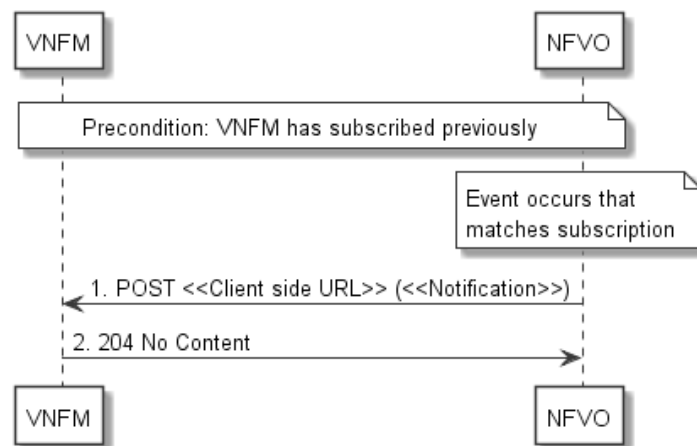 VNFM
NFVO
Precondition: VNFM has subscribed previously
Event occurs that
matches subscription
1. POST <<Client side URL>> (<<Notification>>)
2. 204 No Content
VNFM
NFVO